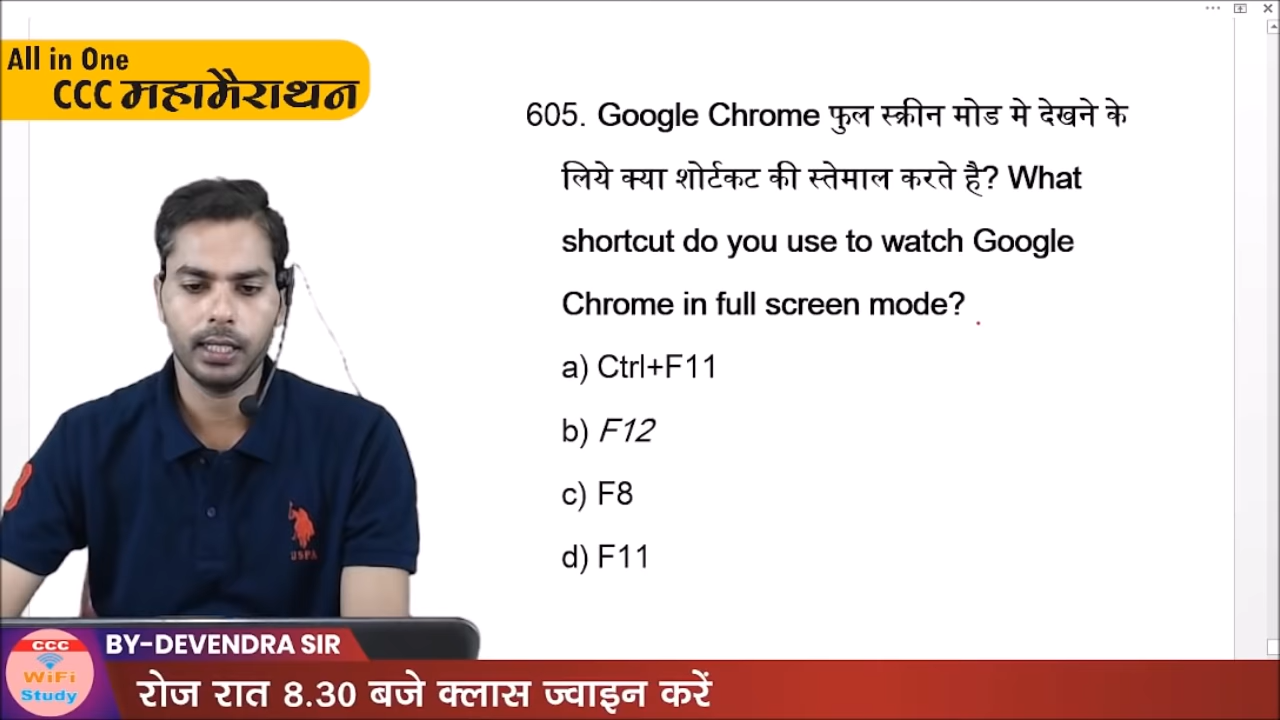 All in One
CCC महामैराथन
605. Google Chrome फुल स्क्रीन मोड मे देखने के
लिये क्या शोर्टकट की स्तेमाल करते है? What
shortcut do you use to watch Google
Chrome in full screen mode?
a) Ctrl+F11
b) F12
c) F8
d) F11
USPA
BY-DEVENDRA SIR
CCC
WiFi
Study
रोज रात 8.30 बजे क्लास ज्वाइन करें